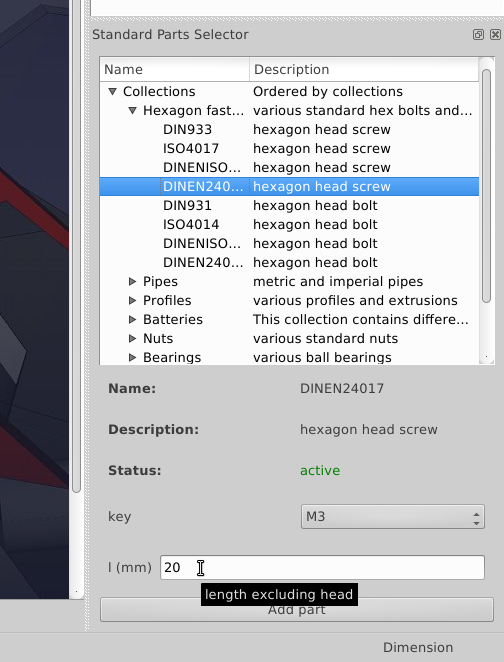 Standard Parts Selector
Name Description
Collections Ordered by collections
Hexagon fast... various standard hex bolts and...
DIN933 hexagon head screw
ISO4017 hexagon head screw
DINENISO... hexagon head screw
DINEN240... hexagon head screw
DIN931 hexagon head bolt
ISO4014 hexagon head bolt
DINENISO... hexagon head bolt
DINEN240... hexagon head bolt
Pipes metric and imperial pipes
Profiles various profiles and extrusions
Batteries This collection contains differe...
Nuts various standard nuts
Bearings various ball bearings
Name: DINEN24017
Description: hexagon head screw
Status: active
key M3
l (mm) 20
length excluding head
Add part
Dimension